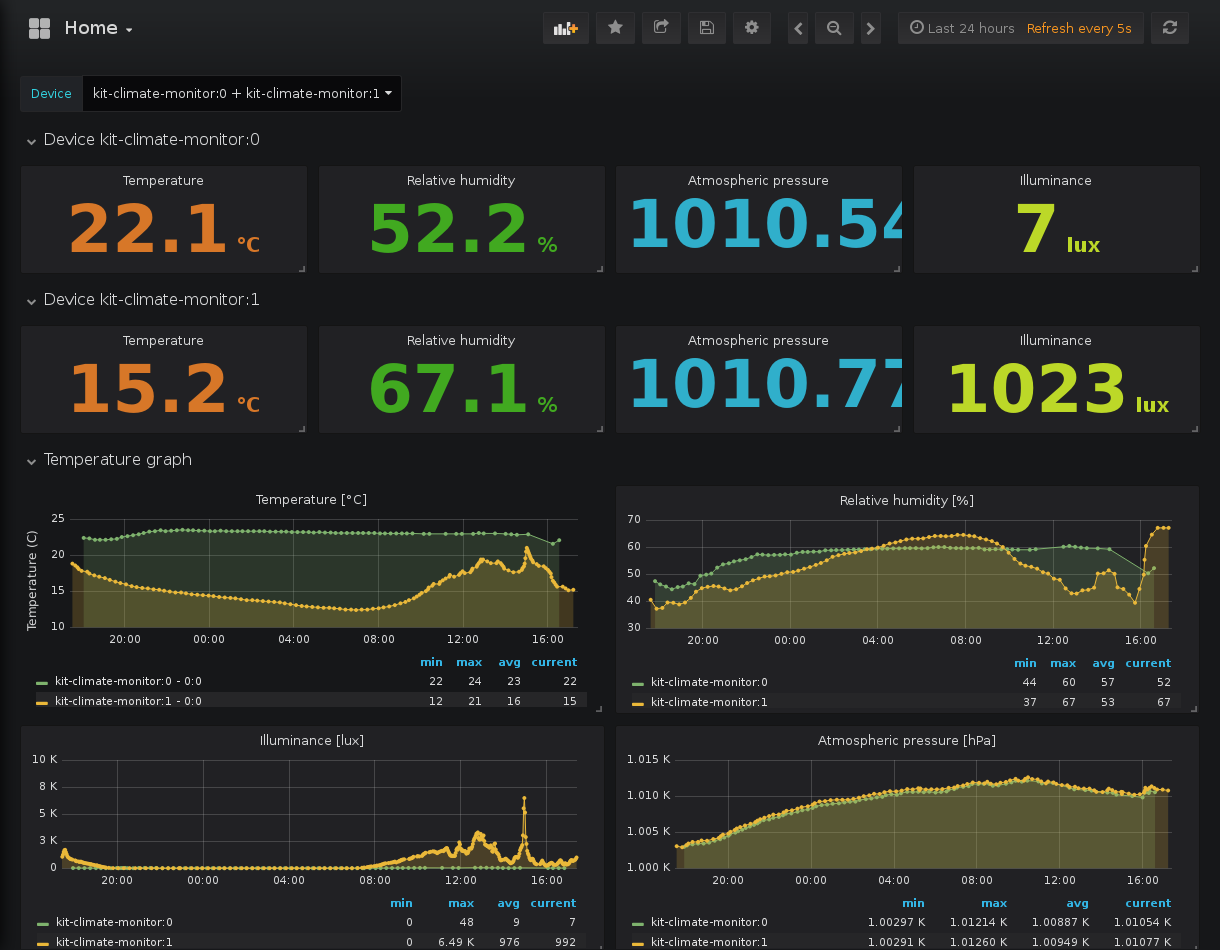 Home
Last 24 hours Refresh every 5s
Device kit-climate-monitor:0 + kit-climate-monitor:1
Device kit-climate-monitor:0
Temperature Relative humidity Atmospheric pressure Illuminance
22.1 °C 52.2 % 1010.54 7 lux
Device kit-climate-monitor:1
Temperature Relative humidity Atmospheric pressure Illuminance
15.2 °C 67.1 % 1010.77 1023 lux
Temperature graph
Temperature [°C]
Temperature (C)
25
20
15
10
20:00 00:00 04:00 08:00 12:00 16:00
min max avg current
kit-climate-monitor:0 - 0:0 22 24 23 22
kit-climate-monitor:1 - 0:0 12 21 16 15
Relative humidity [%]
70
60
50
40
30
20:00 00:00 04:00 08:00 12:00 16:00
min max avg current
kit-climate-monitor:0 44 60 57 52
kit-climate-monitor:1 37 67 53 67
Illuminance [lux]
10 K
8 K
5 K
3 K
0
20:00 00:00 04:00 08:00 12:00 16:00
min max avg current
kit-climate-monitor:0 0 48 9 7
kit-climate-monitor:1 0 6.49 K 976 992
Atmospheric pressure [hPa]
1.015 K
1.010 K
1.005 K
1.000 K
20:00 00:00 04:00 08:00 12:00 16:00
min max avg current
kit-climate-monitor:0 1.00297 K 1.01214 K 1.00887 K 1.01054 K
kit-climate-monitor:1 1.00291 K 1.01260 K 1.00949 K 1.01077 K